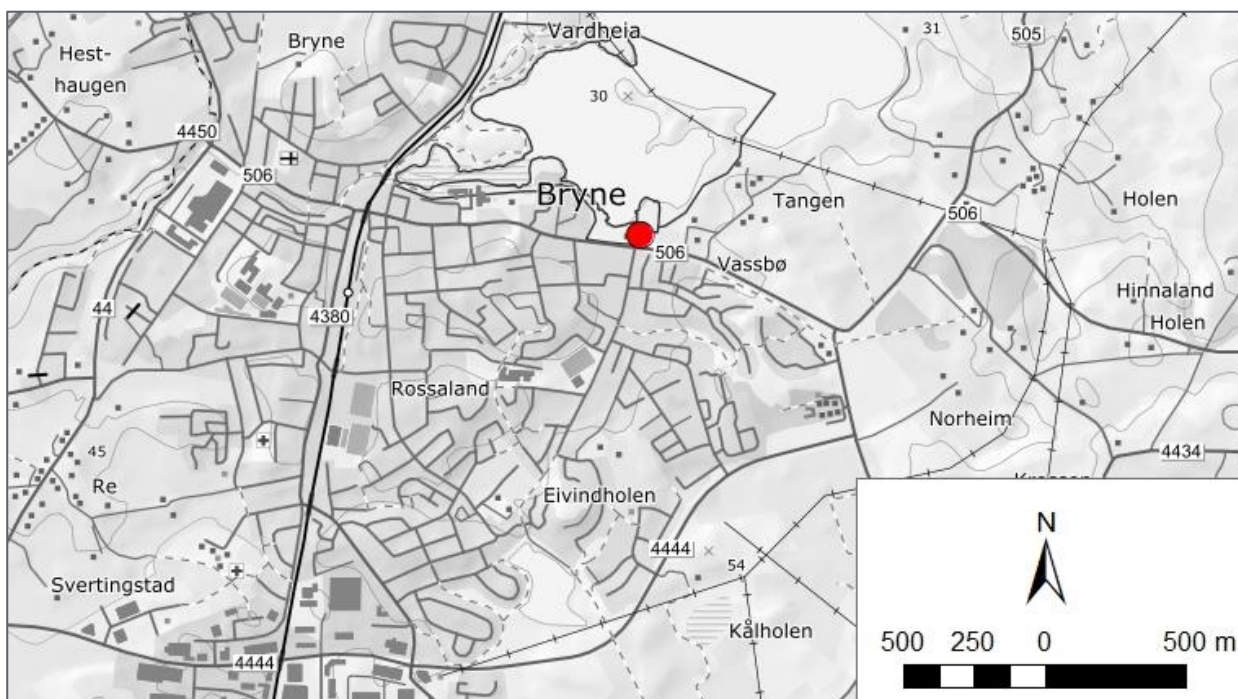 Vardheia
Hest-
haugen
Bryne
31
505
30
4450
506
Bryne
Tangen
506
Holen
506
Vassbø
Hinnaland
Holen
44
4380
Rossaland
Norheim
45
4434
Re
Eivindholen
4444
54
Svertingstad
Kålholen
4444
N
500 250 0 500 m